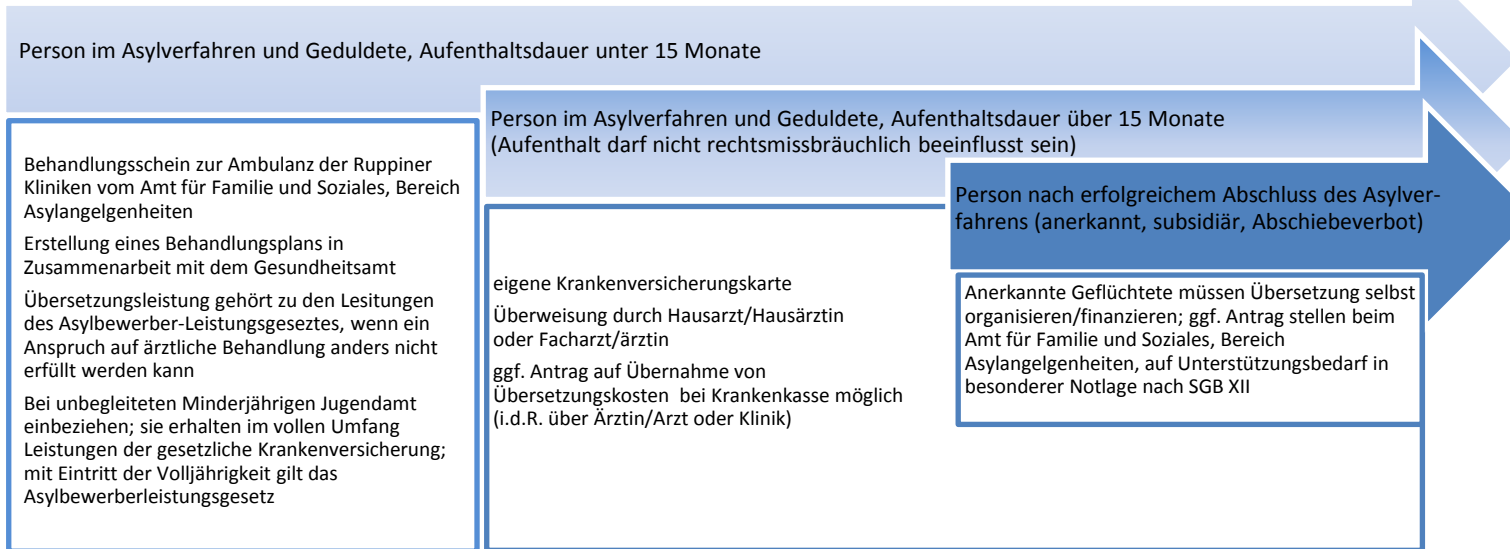 Person im Asylverfahren und Geduldete, Aufenthaltsdauer unter 15 Monate
Behandlungsschein zur Ambulanz der Ruppiner
Kliniken vom Amt für Familie und Soziales, Bereich
Asylangelgenheiten
Erstellung eines Behandlungsplans in
Zusammenarbeit mit dem Gesundheitsamt
Übersetzungsleistung gehört zu den Lesitungen
des Asylbewerber-Leistungsgeseztes, wenn ein
Anspruch auf ärztliche Behandlung anders nicht
erfüllt werden kann
Bei unbegleiteten Minderjährigen Jugendamt
einbeziehen; sie erhalten im vollen Umfang
Leistungen der gesetzliche Krankenversicherung;
mit Eintritt der Volljährigkeit gilt das
Asylbewerberleistungsgesetz
Person im Asylverfahren und Geduldete, Aufenthaltsdauer über 15 Monate
(Aufenthalt darf nicht rechtsmissbräuchlich beeinflusst sein)
eigene Krankenversicherungskarte
Überweisung durch Hausarzt/Hausärztin
oder Facharzt/ärztin
ggf. Antrag auf Übernahme von
Übersetzungskosten bei Krankenkasse möglich
(i.d.R. über Ärztin/Arzt oder Klinik)
Person nach erfolgreichem Abschluss des Asylver-
fahrens (anerkannt, subsidiär, Abschiebeverbot)
Anerkannte Geflüchtete müssen Übersetzung selbst
organisieren/finanzieren; ggf. Antrag stellen beim
Amt für Familie und Soziales, Bereich
Asylangelgenheiten, auf Unterstützungsbedarf in
besonderer Notlage nach SGB XII